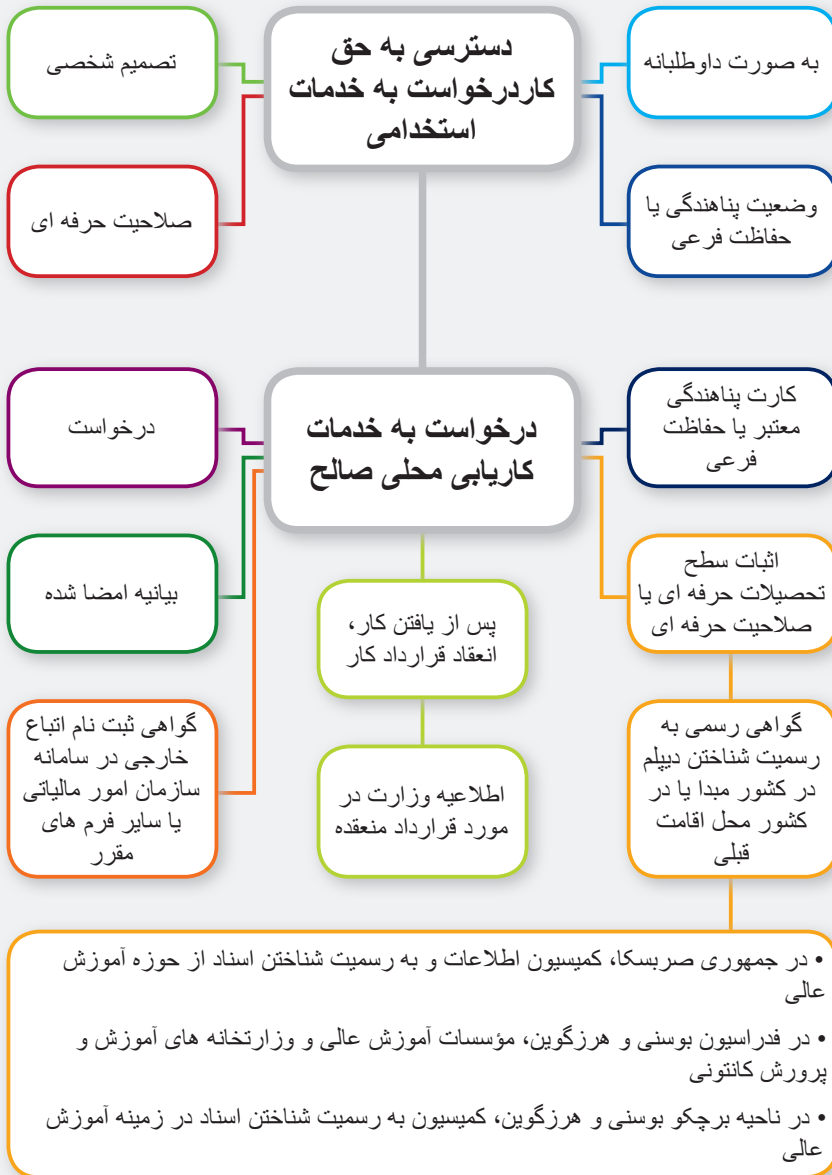 دسترسی به حق
کاردرخواست به خدمات
استخدامی
به صورت داوطلبانه
وضعیت پناهندگی یا
حفاظت فرعی
تصمیم شخصی
صلاحیت حرفه ای
درخواست به خدمات
کاریابی محلی صالح
کارت پناهندگی
معتبر یا حفاظت
فرعی
اثبات سطح
تحصیلات حرفه ای یا
صلاحیت حرفه ای
گواهی رسمی به
رسمیت شناختن دیپلم
در کشور مبدا یا در
کشور محل اقامت
قبلی
درخواست
بیانیه امضا شده
گواهی ثبت نام اتباع
خارجی در سامانه
سازمان امور مالیاتی
یا سایر فرم های
مقرر
پس از یافتن کار،
انعقاد قرارداد کار
اطلاعیه وزارت در
مورد قرارداد منعقده
• در جمهوری صربسکا، کمیسیون اطلاعات و به رسمیت شناختن اسناد از حوزه آموزش
عالی
• در فدراسیون بوسنی و هرزگوین، مؤسسات آموزش عالی و وزارتخانه های آموزش و
پرورش کانتونی
• در ناحیه برچکو بوسنی و هرزگوین، کمیسیون به رسمیت شناختن اسناد در زمینه آموزش
عالی